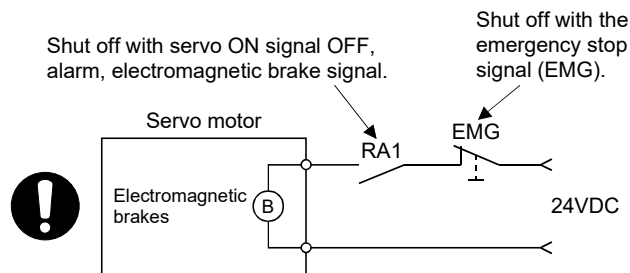 Shut off with servo ON signal OFF,
alarm, electromagnetic brake signal.
Shut off with the
emergency stop
signal (EMG).
Servo motor
RA1
EMG
Electromagnetic
brakes
B
24VDC